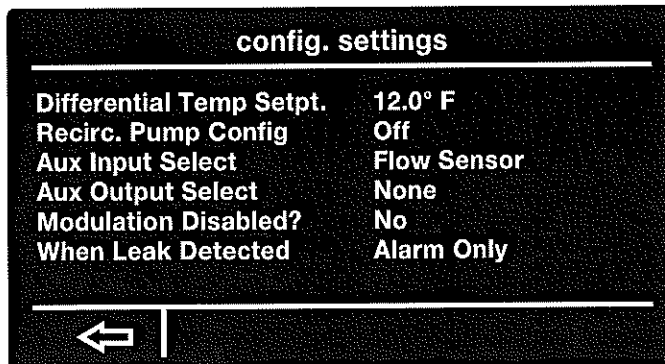 config. settings
Differential Temp Setpt. 12.0° F
Recirc. Pump Config Off
Aux Input Select Flow Sensor
Aux Output Select None
Modulation Disabled? No
When Leak Detected Alarm Only